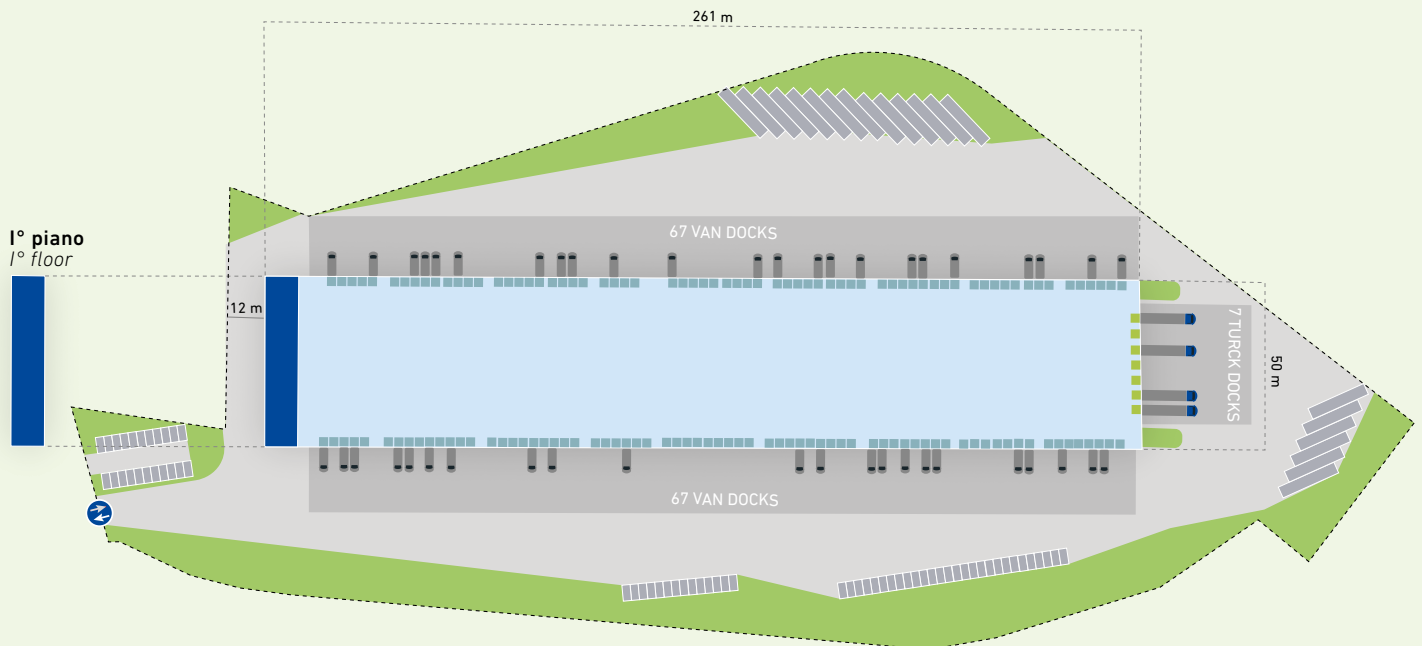 261 m
67 VAN DOCKS
I° piano
I° floor
12 m
7 TURCK DOCKS
50 m
67 VAN DOCKS